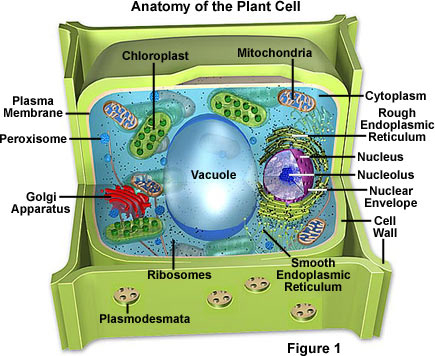 Anatomy of the Plant Cell
Chloroplast
Mitochondria
Plasma
Membrane
Cytoplasm
Rough
Endoplasmic
Reticulum
Peroxisome
Nucleus
Vacuole
Nucleolus
Golgi
Apparatus
Nuclear
Envelope
Cell
Wall
Ribosomes
Smooth
Endoplasmic
Reticulum
Plasmodesmata
Figure 1